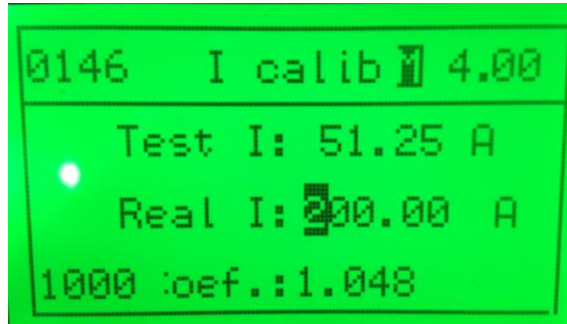 0146 I calib M 4.00
Test I: 51.25 A
Real I: 200.00 A
1000 :oef.:1.048